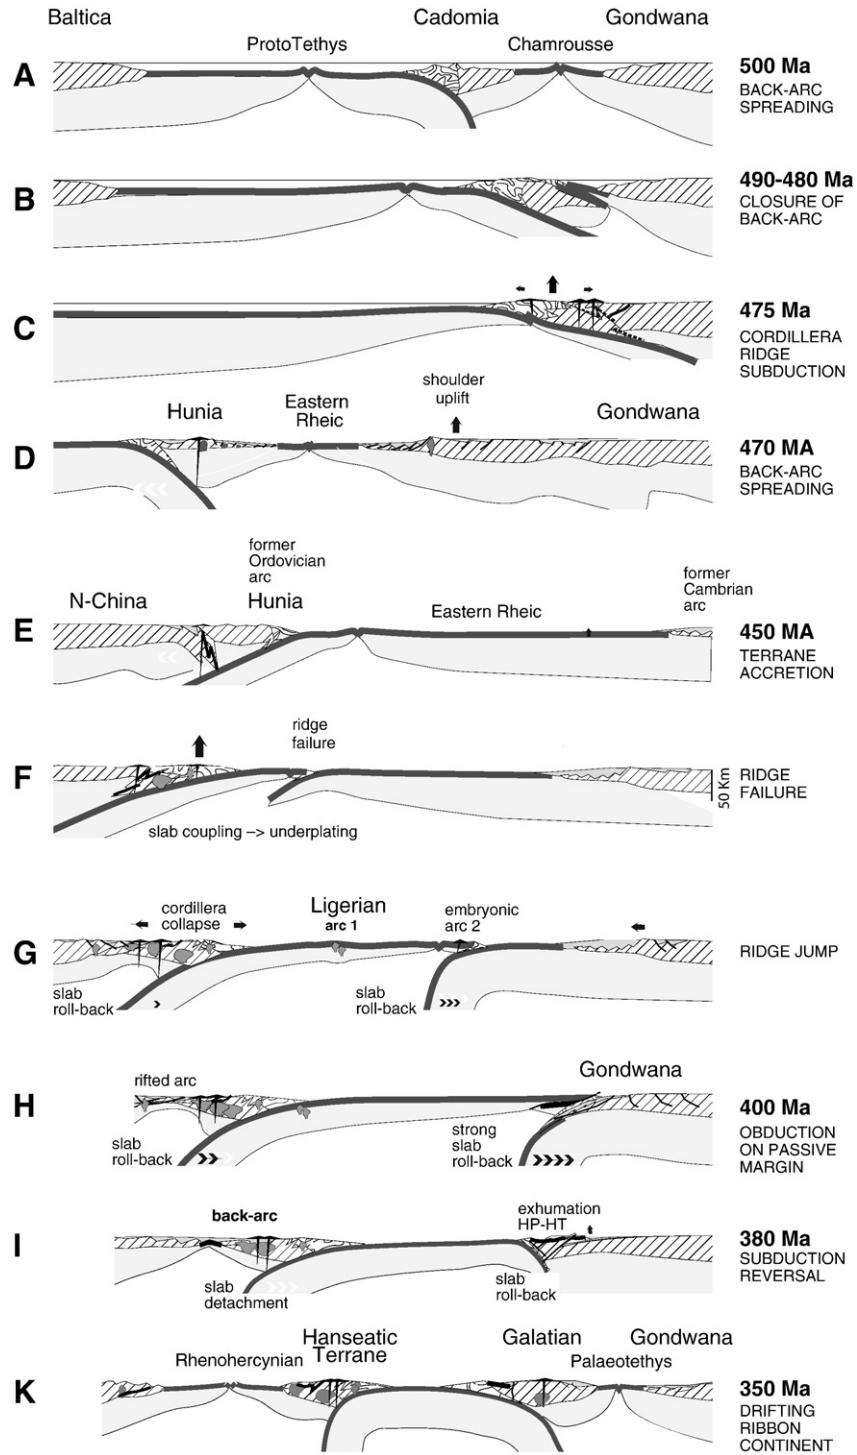 Baltica
Cadomia
Gondwana
ProtoTethys
Chamrousse
A
500 Ma
BACK-ARC
SPREADING
B
490-480 Ma
CLOSURE OF
BACK-ARC
C
475 Ma
CORDILLERA
RIDGE
SUBDUCTION
Hunia
Eastern
Rheic
shoulder
uplift
Gondwana
D
470 MA
BACK-ARC
SPREADING
former
Ordovician
arc
N-China
Hunia
Eastern Rheic
former
Cambrian
arc
E
450 MA
TERRANE
ACCRETION
ridge
failure
F
slab coupling –> underplating
50 Km
RIDGE
FAILURE
cordillera
collapse
Ligerian
arc 1
embryonic
arc 2
G
slab
roll-back
slab
roll-back
RIDGE JUMP
Gondwana
rifted arc
H
slab
roll-back
strong
slab
roll-back
400 Ma
OBDUCTION
ON PASSIVE
MARGIN
back-arc
exhumation
HP-HT
I
slab
detachment
slab
roll-back
380 Ma
SUBDUCTION
REVERSAL
Hanseatic
Terrane
Galatian
Gondwana
Rhenohercynian
Palaeotethys
K
350 Ma
DRIFTING
RIBBON
CONTINENT